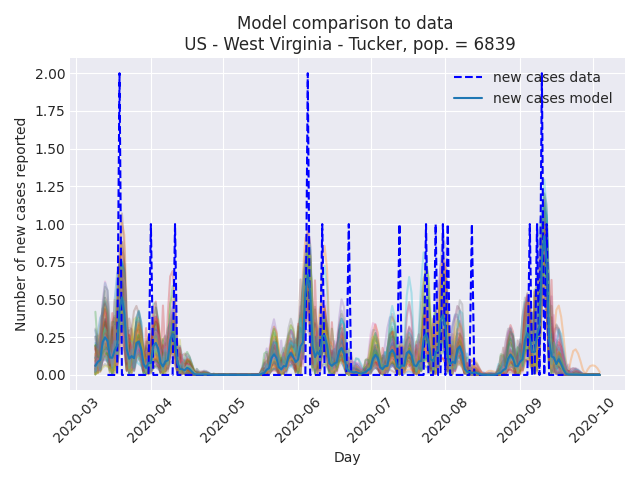 Model comparison to data
US - West Virginia - Tucker, pop. = 6839
new cases data
new cases model
Number of new cases reported
2.00
1.75
1.50
1.25
1.00
0.75
0.50
0.25
0.00
2020-03
2020-04
2020-05
2020-06
2020-07
2020-08
2020-09
2020-10
Day